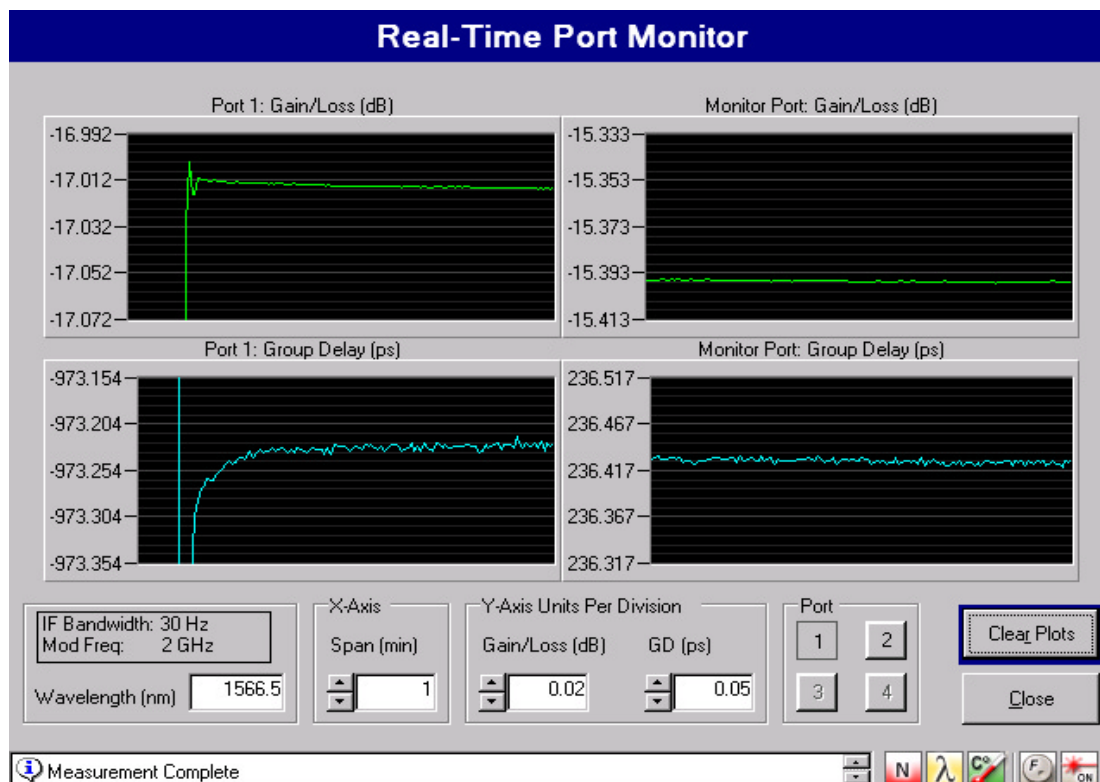 Real-Time Port Monitor
Port 1: Gain/Loss (dB)
-16.992
-17.012
-17.032
-17.052
-17.072
Monitor Port: Gain/Loss (dB)
-15.333
-15.353
-15.373
-15.393
-15.413
Port 1: Group Delay (ps)
-973.154
-973.204
-973.254
-973.304
-973.354
Monitor Port: Group Delay (ps)
236.517
236.467
236.417
236.367
236.317
IF Bandwidth: 30 Hz
Mod Freq: 2 GHz
Wavelength (nm) 1566.5
X-Axis
Span (min)
1
Y-Axis Units Per Division
Gain/Loss (dB) GD (ps)
0.02 0.05
Port
1 2
3 4
Clear Plots
Close
Measurement Complete
N λ C° F ON